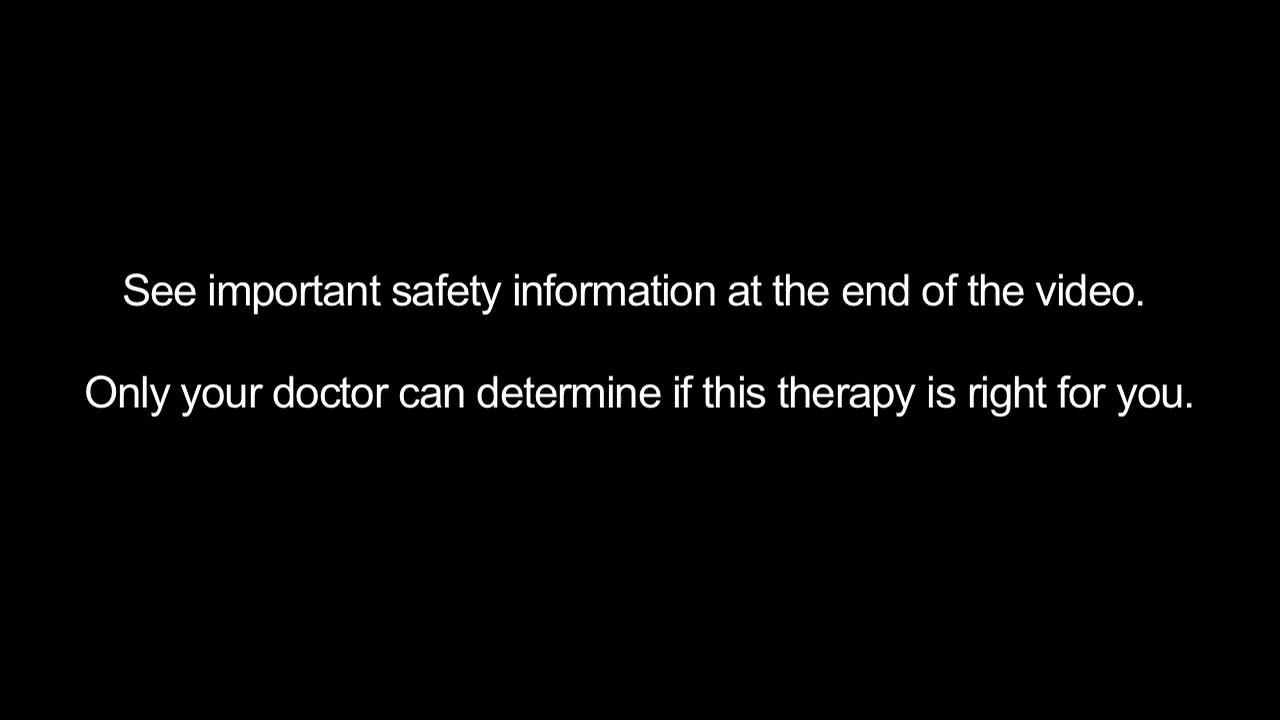 See important safety information at the end of the video.
Only your doctor can determine if this therapy is right for you.